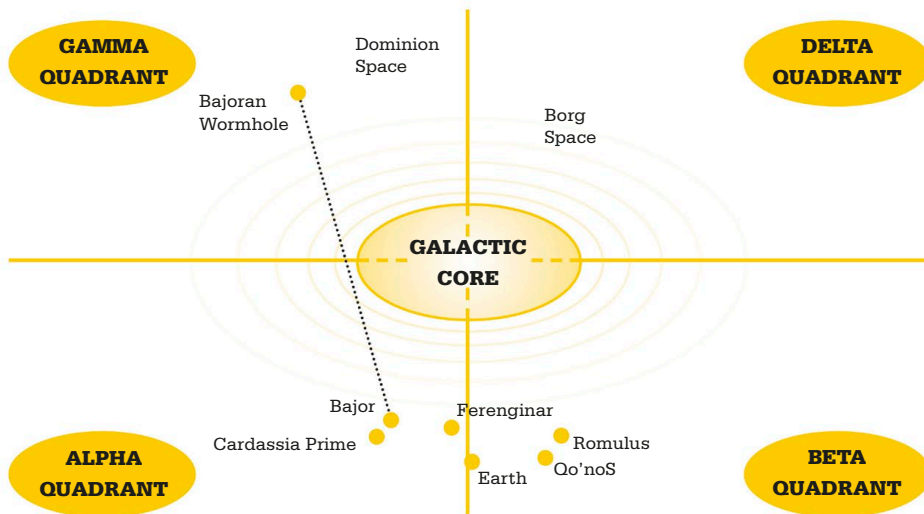 GAMMA
QUADRANT
Dominion
Space
DELTA
QUADRANT
Bajoran
Wormhole
Borg
Space
GALACTIC
CORE
Bajor
Ferenginar
Cardassia Prime
Romulus
Qo’noS
Earth
ALPHA
QUADRANT
BETA
QUADRANT